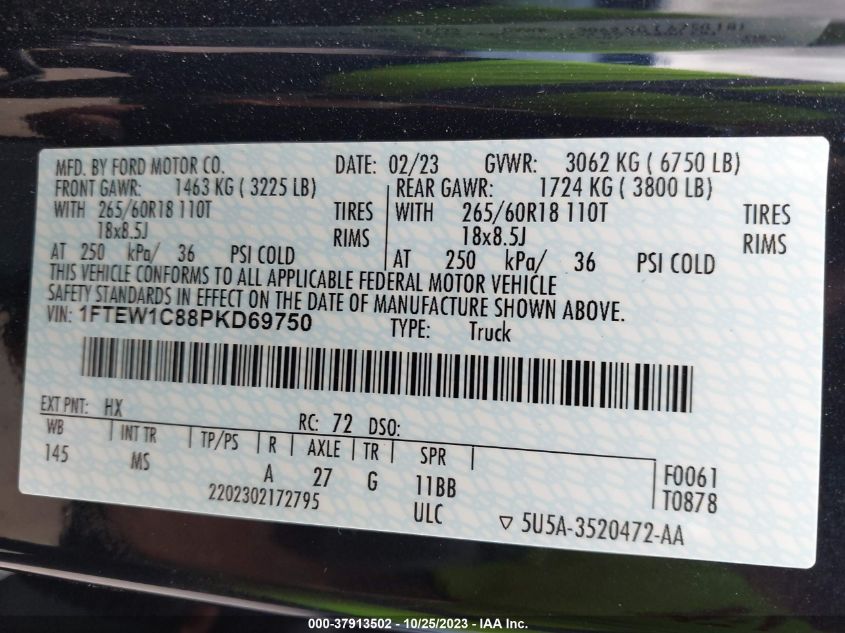 MFD. BY FORD MOTOR CO. DATE: 02/23 GVWR: 3062 KG ( 6750 LB)
FRONT GAWR: 1463 KG ( 3225 LB) REAR GAWR: 1724 KG ( 3800 LB)
WITH 265/60R18 110T TIRES WITH 265/60R18 110T TIRES
18x8.5J RIMS 18x8.5J RIMS
AT 250 kPa/ 36 PSI COLD AT 250 kPa/ 36 PSI COLD
THIS VEHICLE CONFORMS TO ALL APPLICABLE FEDERAL MOTOR VEHICLE
SAFETY STANDARDS IN EFFECT ON THE DATE OF MANUFACTURE SHOWN ABOVE.
VIN: 1FTEW1C88PKD69750 TYPE: Truck
EXT PNT: HX RC: 72 DSO:
WB INT TR TP/PS R AXLE TR SPR
145 MS A 27 G 11BB F0061
2202302172795 ULC T0878
▽ 5U5A-3520472-AA
000-37913502 - 10/25/2023 - IAA Inc.